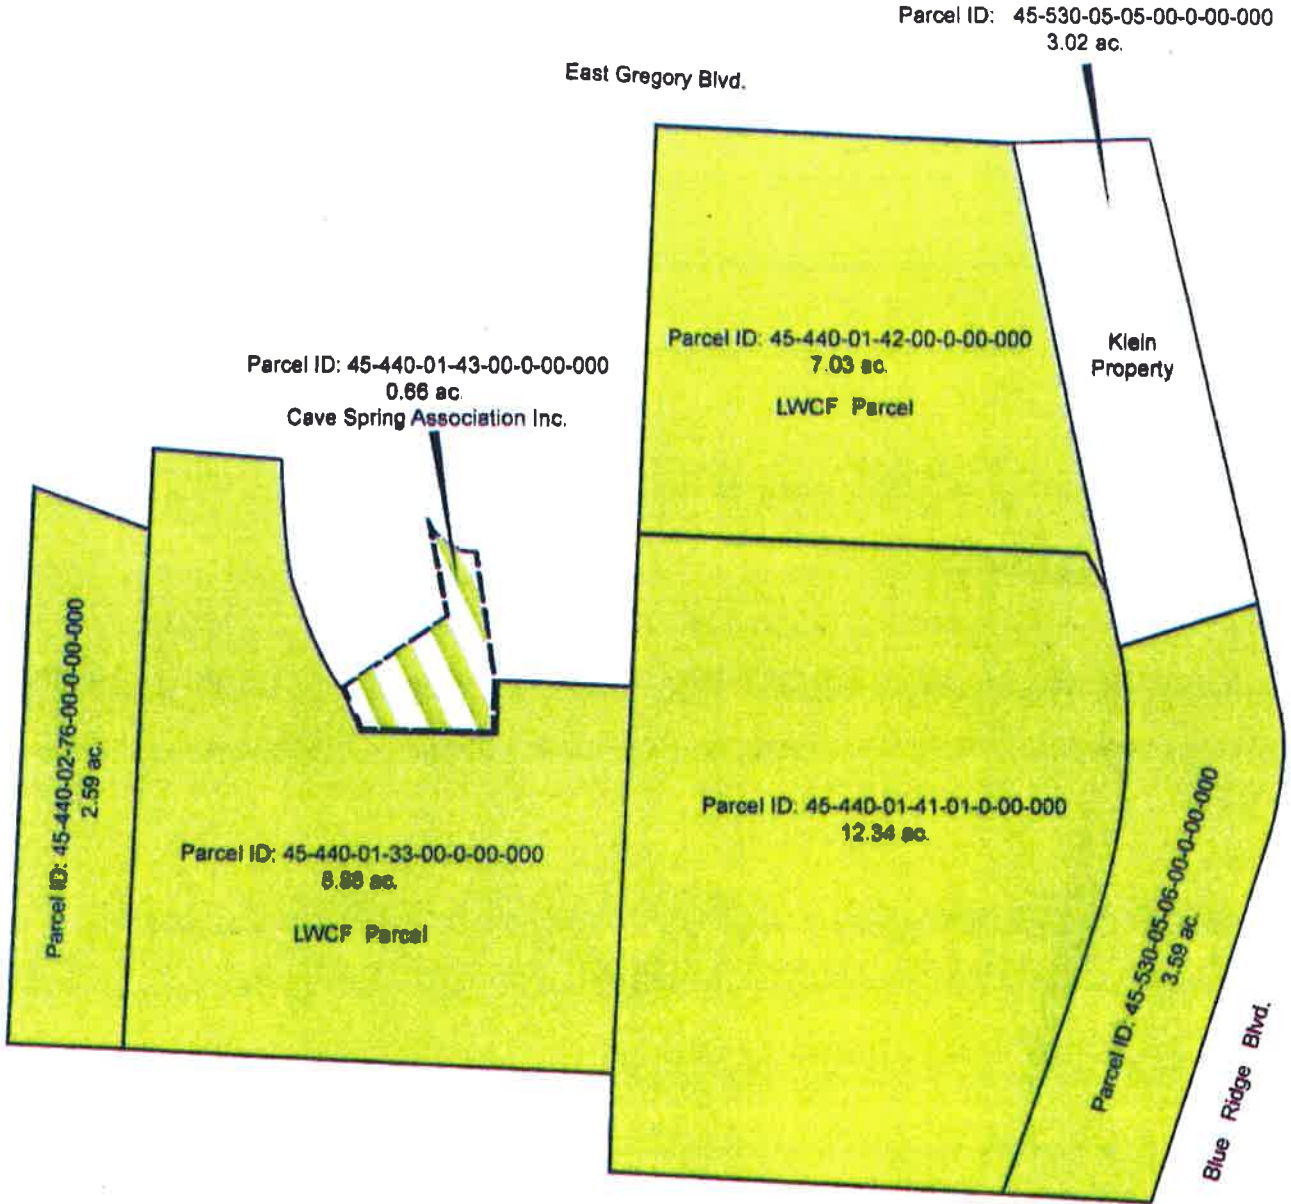 Parcel ID: 45-530-05-05-00-0-00-000
3.02 ac.
East Gregory Blvd.
Parcel ID: 45-440-01-42-00-0-00-000
7.03 ac.
LWCF Parcel
Klein
Property
Parcel ID: 45-440-01-43-00-0-00-000
0.66 ac.
Cave Spring Association Inc.
Parcel ID: 45-440-02-76-00-0-00-000
2.59 ac.
Parcel ID: 45-440-01-33-00-0-00-000
ac.
LWCF Parcel
Parcel ID: 45-440-01-41-01-0-00-000
12.34 ac.
Parcel ID: 45-530-05-06-00-0-00-000
3.59 ac.
Blue Ridge Blvd.